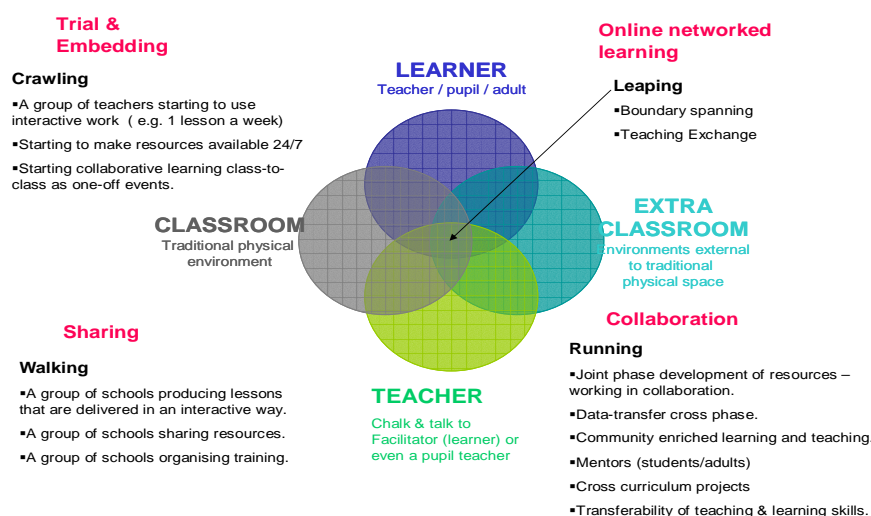 Trial &
Embedding
Crawling
▪A group of teachers starting to use
interactive work ( e.g. 1 lesson a week)
▪Starting to make resources available 24/7
▪Starting collaborative learning class-to-
class as one-off events.
LEARNER
Teacher / pupil / adult
Online networked
learning
Leaping
▪Boundary spanning
▪Teaching Exchange
CLASSROOM
Traditional physical
environment
EXTRA
CLASSROOM
Environments external
to traditional
physical space
Sharing
Walking
▪A group of schools producing lessons
that are delivered in an interactive way.
▪A group of schools sharing resources.
▪A group of schools organising training.
TEACHER
Chalk & talk to
Facilitator (learner) or
even a pupil teacher
Collaboration
Running
▪Joint phase development of resources –
working in collaboration.
▪Data-transfer cross phase.
▪Community enriched learning and teaching.
▪Mentors (students/adults)
▪Cross curriculum projects
▪Transferability of teaching & learning skills.